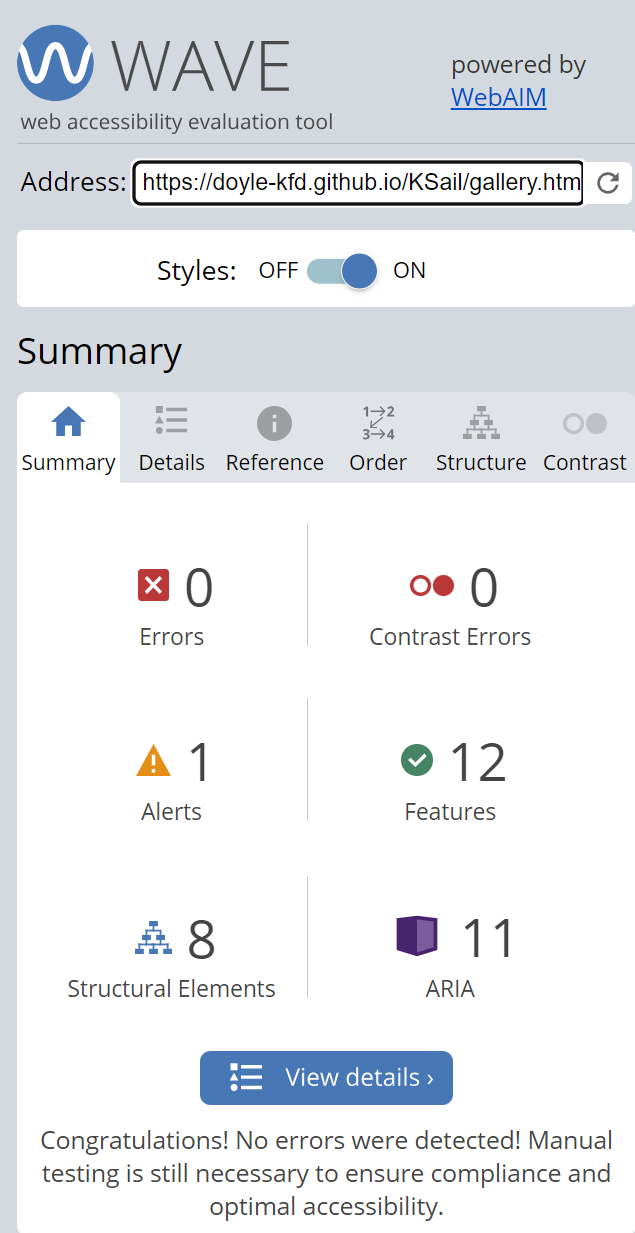 WAVE
web accessibility evaluation tool
powered by
WebAIM
Address: https://doyle-kfd.github.io/KSail/gallery.htm
Styles: OFF ON
Summary
1→2
3→4
Summary Details Reference Order Structure Contrast
0 0
Errors Contrast Errors
1 12
Alerts Features
8 11
Structural Elements ARIA
View details ›
Congratulations! No errors were detected! Manual
testing is still necessary to ensure compliance and
optimal accessibility.